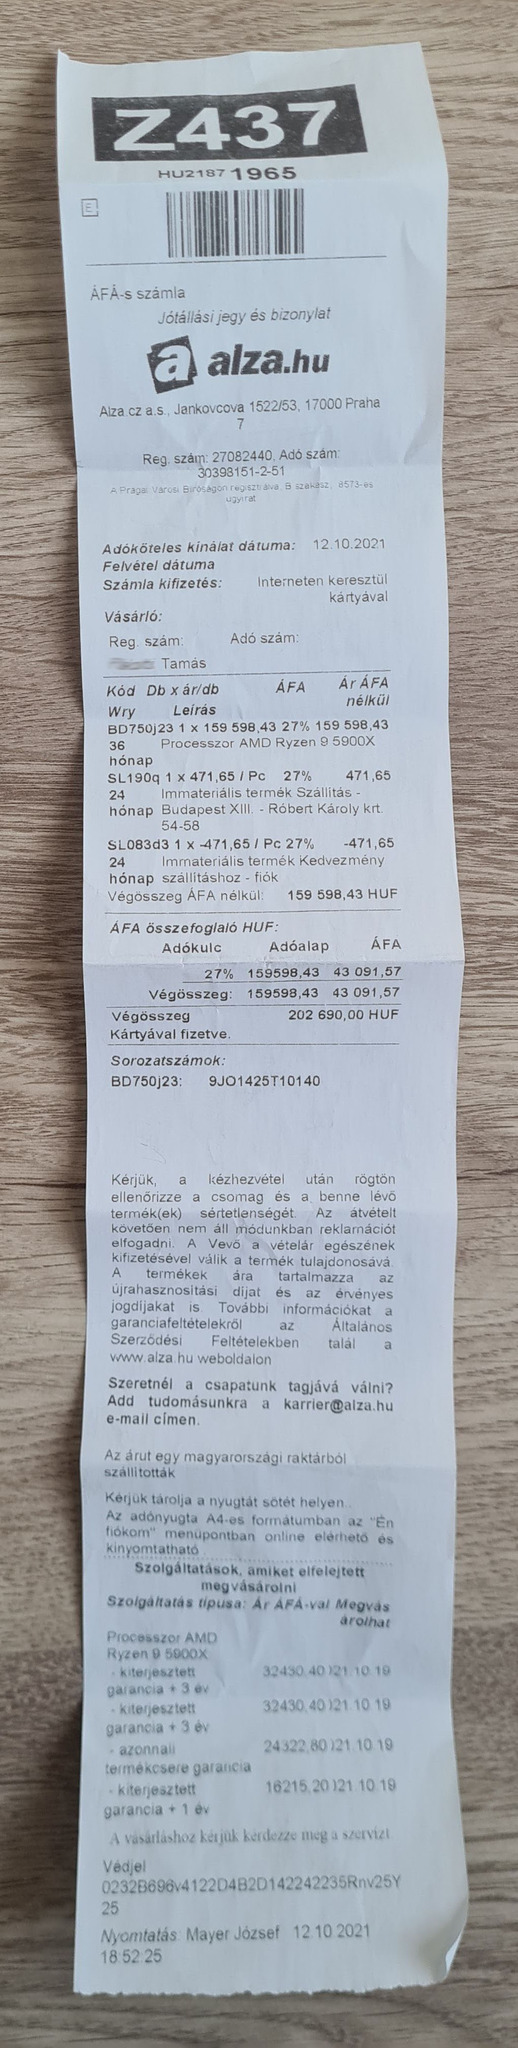 Z437
HU2187 1965
E
ÁFÁ-s számla
Jótállási jegy és bizonylat
a alza.hu
Alza.cz a.s., Jankovcova 1522/53, 17000 Praha
7
Reg. szám: 27082440, Adó szám:
30398151-2-51
A Prágai Városi Bíróságon regisztrálva, B szakasz, 8573-es
ügyirat
Adóköteles kínálat dátuma: 12.10.2021
Felvétel dátuma
Számla kifizetés: Interneten keresztül
kártyával
Vásárló:
Reg. szám: Adó szám:
Tamás
Kód Db x ár/db ÁFA Ár ÁFA
nélkül
Wry Leírás
BD750j23 1 x 159 598,43 27% 159 598,43
36 Processzor AMD Ryzen 9 5900X
hónap
SL190q 1 x 471,65 / Pc 27% 471,65
24 Immateriális termék Szállítás -
hónap Budapest XIII. - Róbert Károly krt.
54-58
SL083d3 1 x -471,65 / Pc 27% -471,65
24 Immateriális termék Kedvezmény
hónap szállításhoz - fiók
Végösszeg ÁFA nélkül: 159 598,43 HUF
ÁFA összefoglaló HUF:
Adókulc Adóalap ÁFA
27% 159598,43 43 091,57
Végösszeg: 159598,43 43 091,57
Végösszeg 202 690,00 HUF
Kártyával fizetve.
Sorozatszámok:
BD750j23: 9JO1425T10140
Kérjük, a kézhezvétel után rögtön
ellenőrizze a csomag és a benne lévő
termék(ek) sértetlenségét. Az átvételt
követően nem áll módunkban reklamációt
elfogadni. A Vevő a vételár egészének
kifizetésével válik a termék tulajdonosává.
A termékek ára tartalmazza az
újrahasznosítási díjat és az érvényes
jogdíjakat is További információkat a
garanciafeltételekről az Általános
Szerződési Feltételekben talál a
www.alza.hu weboldalon
Szeretnél a csapatunk tagjává válni?
Add tudomásunkra a karrier@alza.hu
e-mail címen.
Az árut egy magyarországi raktárból
szállították
Kérjük tárolja a nyugtát sötét helyen..
Az adónyugta A4-es formátumban az "Én
fiókom" menüpontban online elérhető és
kinyomtatható
Szolgáltatások, amiket elfelejtett
megvásárolni
Szolgáltatás típusa: Ár ÁFA-val Megvás
árolhat
Processzor AMD
Ryzen 9 5900X
- kiterjesztett 32430,40 )21.10.19
garancia + 3 év
- kiterjesztett 32430,40 )21.10.19
garancia + 3 év
- azonnali 24322,80 )21.10.19
termékcsere garancia
- kiterjesztett 16215,20 )21.10.19
garancia + 1 év
A vásárláshoz kérjük kérdezze meg a szervizt
Védjel
0232B696v4122D4B2D142242235Rnv25Y
25
Nyomtatás: Mayer József 12.10.2021
18:52:25